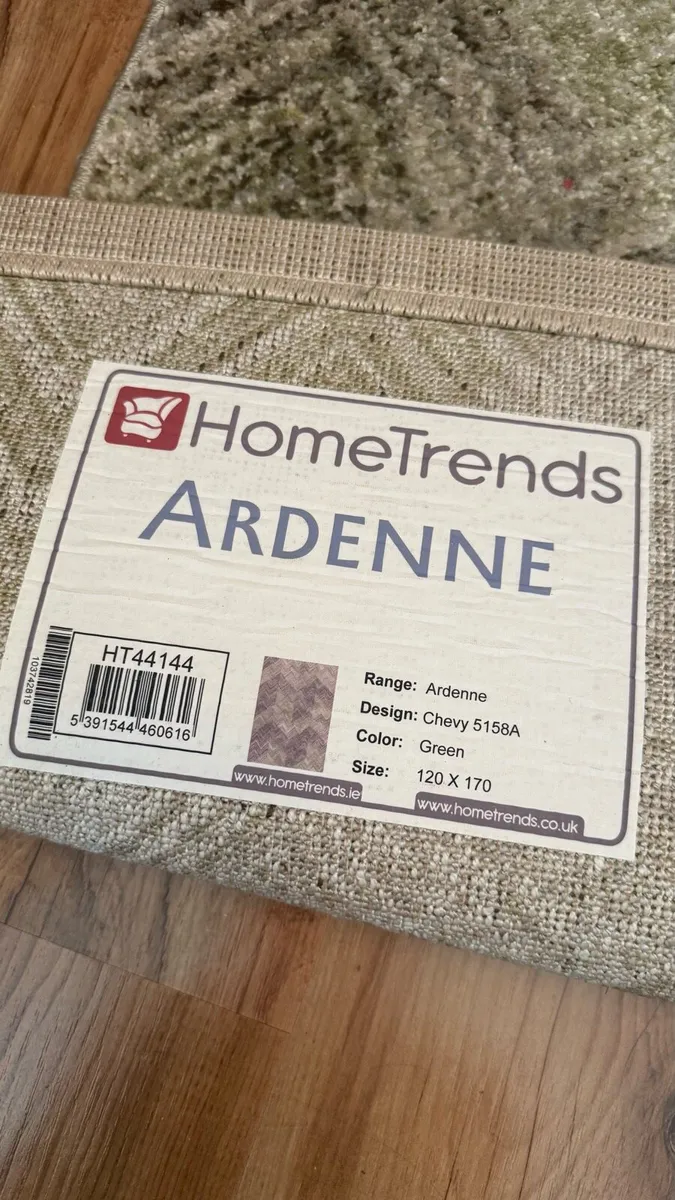 HomeTrends
ARDENNE
HT44144
5 391544 460616
103742819
Range: Ardenne
Design: Chevy 5158A
Color: Green
Size: 120 X 170
www.hometrends.ie
www.hometrends.co.uk